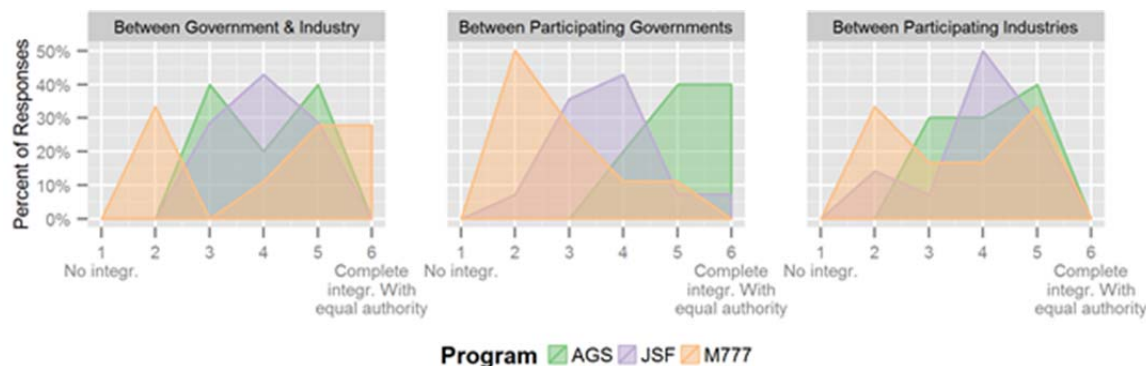 Between Government & Industry
Between Participating Governments
Between Participating Industries
Percent of Responses
50%
40%
30%
20%
10%
0%
1 2 3 4 5 6
No integr.
Complete
integr. With
equal authority
1 2 3 4 5 6
No integr.
Complete
integr. With
equal authority
1 2 3 4 5 6
No integr.
Complete
integr. With
equal authority
Program AGS JSF M777